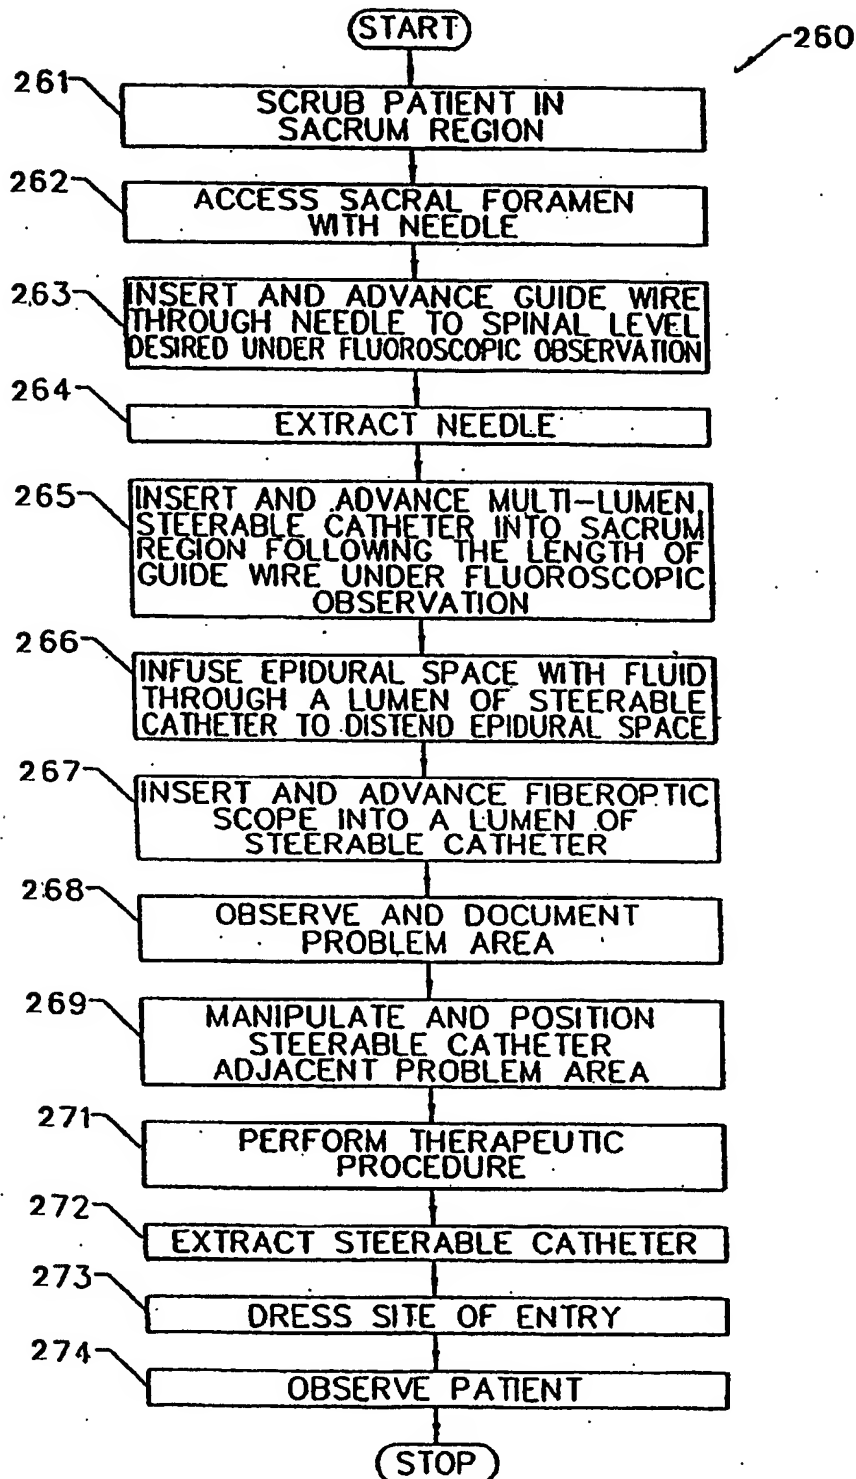 START
260
261
SCRUB PATIENT IN
SACRUM REGION
262
ACCESS SACRAL FORAMEN
WITH NEEDLE
263
INSERT AND ADVANCE GUIDE WIRE
THROUGH NEEDLE TO SPINAL LEVEL
DESIRED UNDER FLUOROSCOPIC OBSERVATION
264
EXTRACT NEEDLE
265
INSERT AND ADVANCE MULTI-LUMEN,
STEERABLE CATHETER INTO SACRUM
REGION FOLLOWING THE LENGTH OF
GUIDE WIRE UNDER FLUOROSCOPIC
OBSERVATION
266
INFUSE EPIDURAL SPACE WITH FLUID
THROUGH A LUMEN OF STEERABLE
CATHETER TO DISTEND EPIDURAL SPACE
267
INSERT AND ADVANCE FIBEROPTIC
SCOPE INTO A LUMEN OF
STEERABLE CATHETER
268
OBSERVE AND DOCUMENT
PROBLEM AREA
269
MANIPULATE AND POSITION
STEERABLE CATHETER
ADJACENT PROBLEM AREA
271
PERFORM THERAPEUTIC
PROCEDURE
272
EXTRACT STEERABLE CATHETER
273
DRESS SITE OF ENTRY
274
OBSERVE PATIENT
STOP